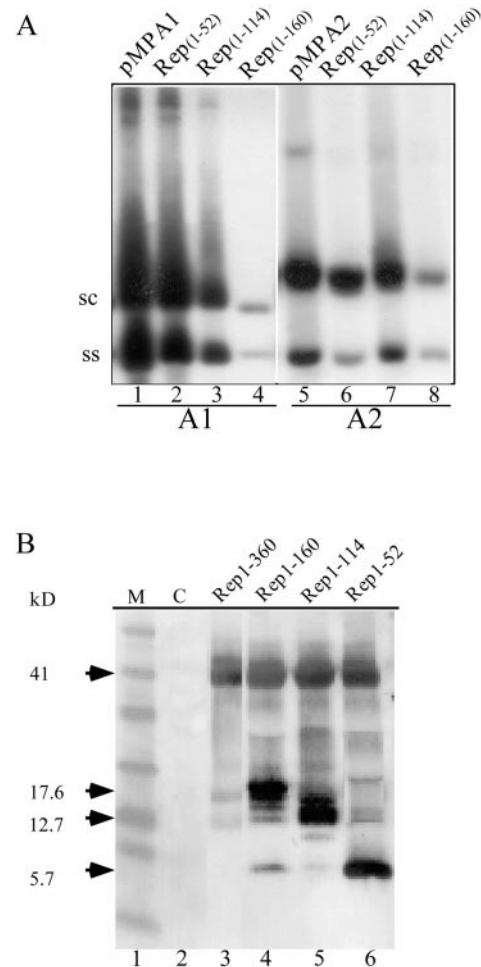 A
pMPA1 Rep(1-52) Rep(1-114) Rep(1-160) pMPA2 Rep(1-52) Rep(1-114) Rep(1-160)
sc
ss
1 2 3 4 5 6 7 8
A1 A2
B
Rep1-360 Rep1-160 Rep1-114 Rep1-52
kD M C
41
17.6
12.7
5.7
1 2 3 4 5 6